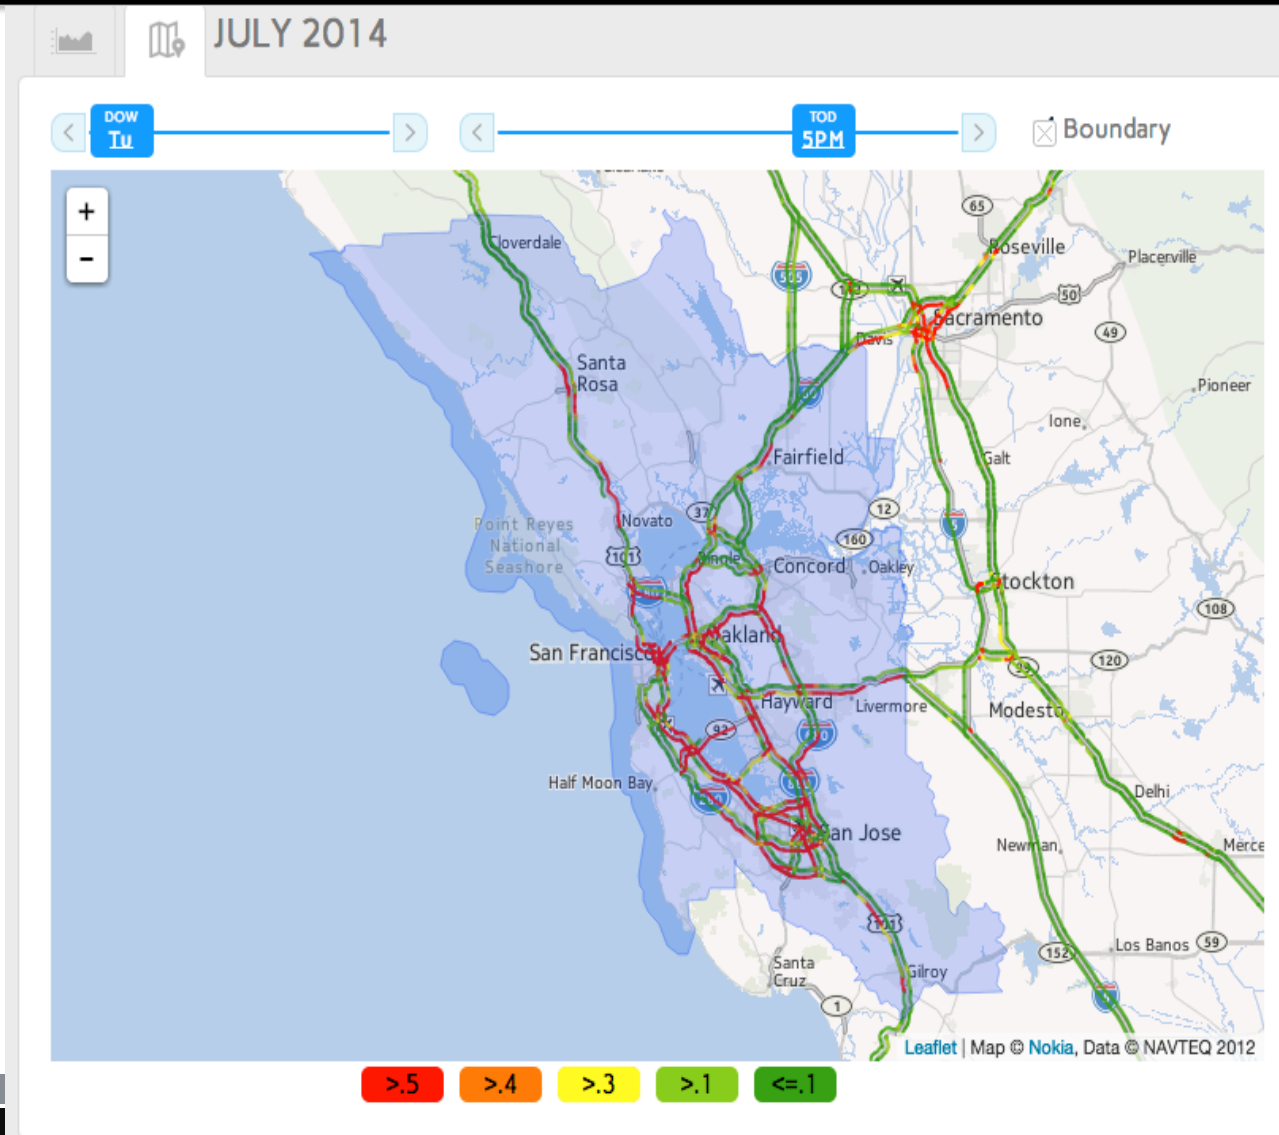 JULY 2014
DOW
Tu
TOD
5PM
Boundary
+
−
Cloverdale
65
Roseville
Placerville
505
50
Sacramento
49
Davis
Santa
Rosa
Pioneer
Ione
Fairfield
Galt
37
12
Novato
Point Reyes
National
Seashore
101
160
5
Concord
Oakley
Stockton
108
Oakland
San Francisco
99
120
Hayward
Livermore
Modesto
92
Half Moon Bay
Delhi
San Jose
Newman
Merce
101
152
Los Banos
59
Santa
Cruz
Gilroy
1
Leaflet | Map © Nokia, Data © NAVTEQ 2012
>.5
>.4
>.3
>.1
<=.1